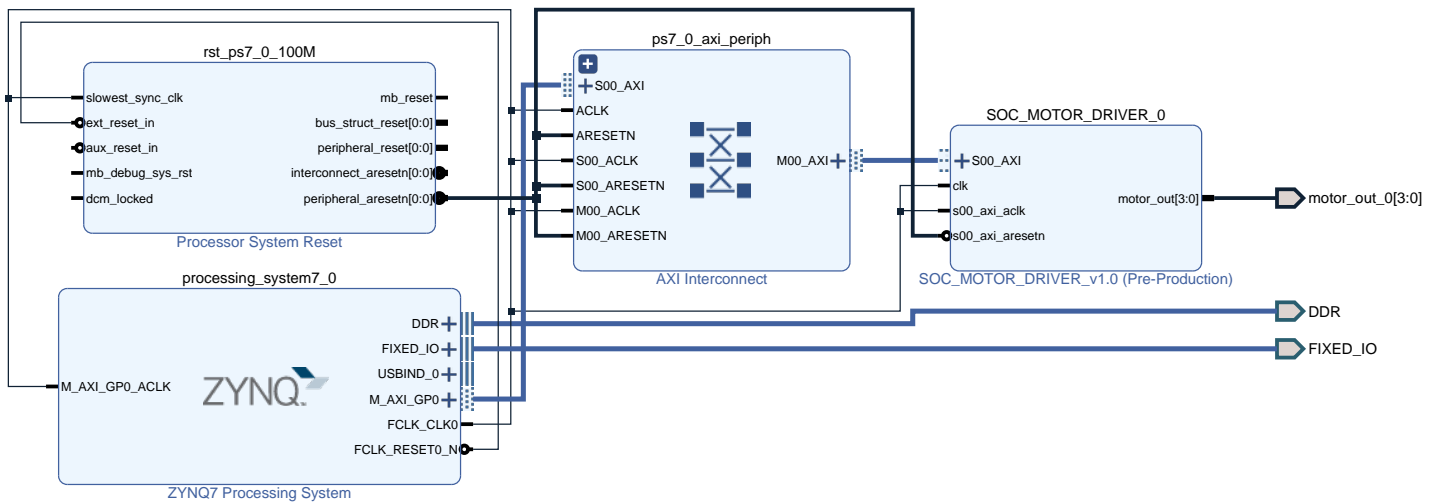 rst_ps7_0_100M
slowest_sync_clk
ext_reset_in
aux_reset_in
mb_debug_sys_rst
dcm_locked
mb_reset
bus_struct_reset[0:0]
peripheral_reset[0:0]
interconnect_aresetn[0:0]
peripheral_aresetn[0:0]
Processor System Reset
ps7_0_axi_periph
S00_AXI
ACLK
ARESETN
S00_ACLK
S00_ARESETN
M00_ACLK
M00_ARESETN
M00_AXI
AXI Interconnect
SOC_MOTOR_DRIVER_0
S00_AXI
clk
s00_axi_aclk
s00_axi_aresetn
motor_out[3:0]
SOC_MOTOR_DRIVER_v1.0 (Pre-Production)
motor_out_0[3:0]
processing_system7_0
M_AXI_GP0_ACLK
ZYNQ
DDR
FIXED_IO
USBIND_0
M_AXI_GP0
FCLK_CLK0
FCLK_RESET0_N
ZYNQ7 Processing System
DDR
FIXED_IO